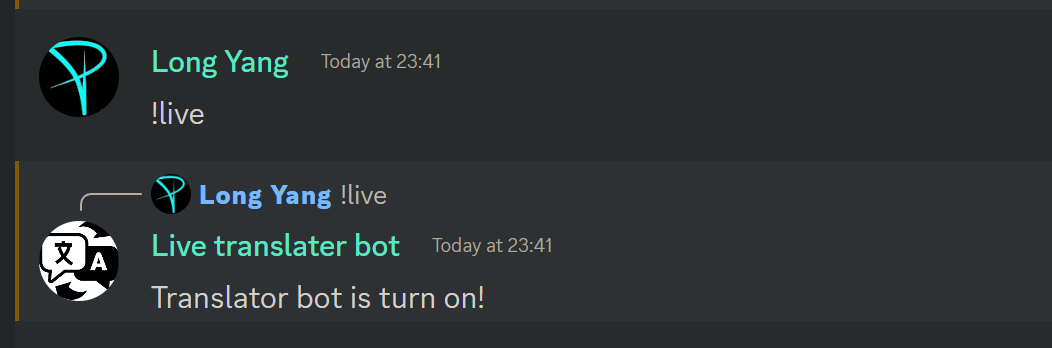 Long Yang Today at 23:41
!live
Long Yang !live
文 A
Live translater bot Today at 23:41
Translator bot is turn on!